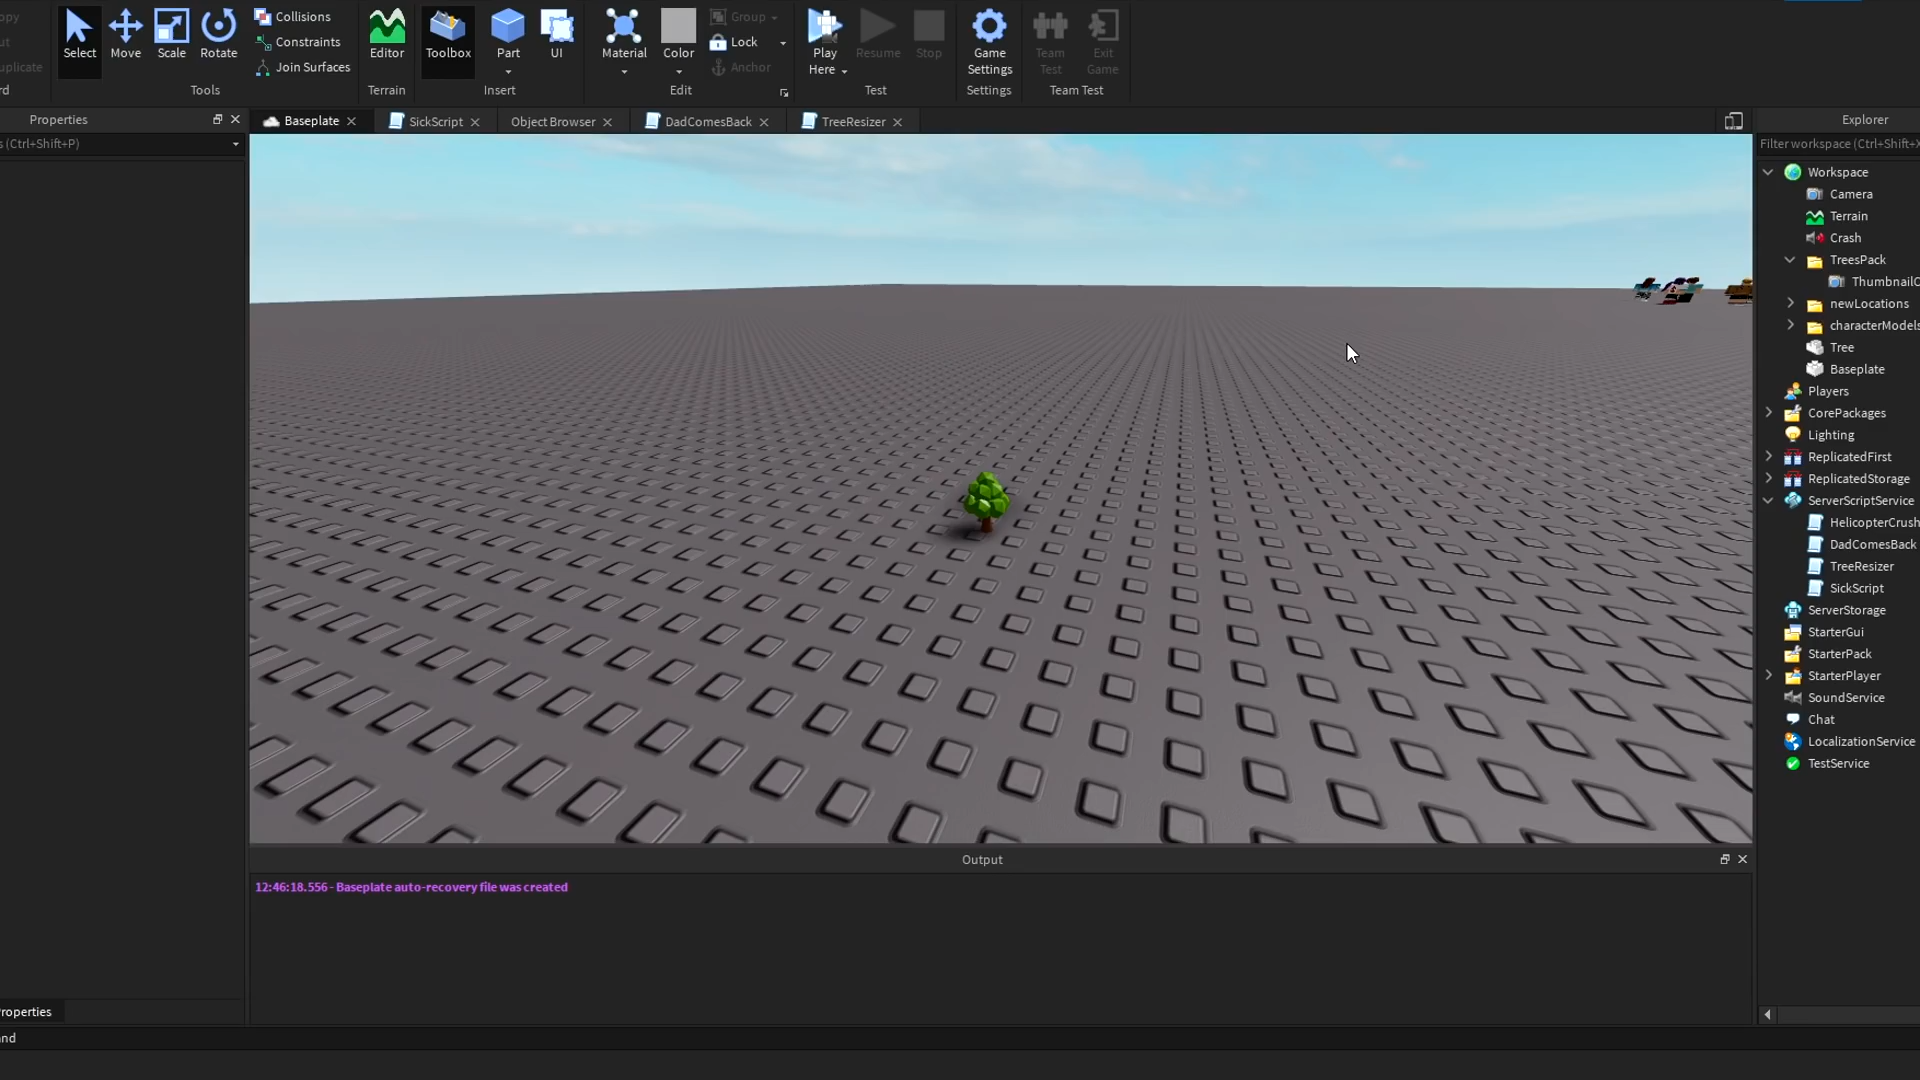 opy
ut
uplicate
rd
Select
Move
Scale
Rotate
Collisions
Constraints
Join Surfaces
Tools
Editor
Terrain
Toolbox
Part
UI
Insert
Material
Color
Group
Lock
Anchor
Edit
Play Here
Resume
Stop
Test
Game Settings
Settings
Team Test
Exit Game
Team Test
Properties
s (Ctrl+Shift+P)
Baseplate
SickScript
Object Browser
DadComesBack
TreeResizer
Explorer
Filter workspace (Ctrl+Shift+X
Workspace
Camera
Terrain
Crash
TreesPack
ThumbnailC
newLocations
characterModels
Tree
Baseplate
Players
CorePackages
Lighting
ReplicatedFirst
ReplicatedStorage
ServerScriptService
HelicopterCrush
DadComesBack
TreeResizer
SickScript
ServerStorage
StarterGui
StarterPack
StarterPlayer
SoundService
Chat
LocalizationService
TestService
Output
12:46:18.556 - Baseplate auto-recovery file was created
roperties
nd